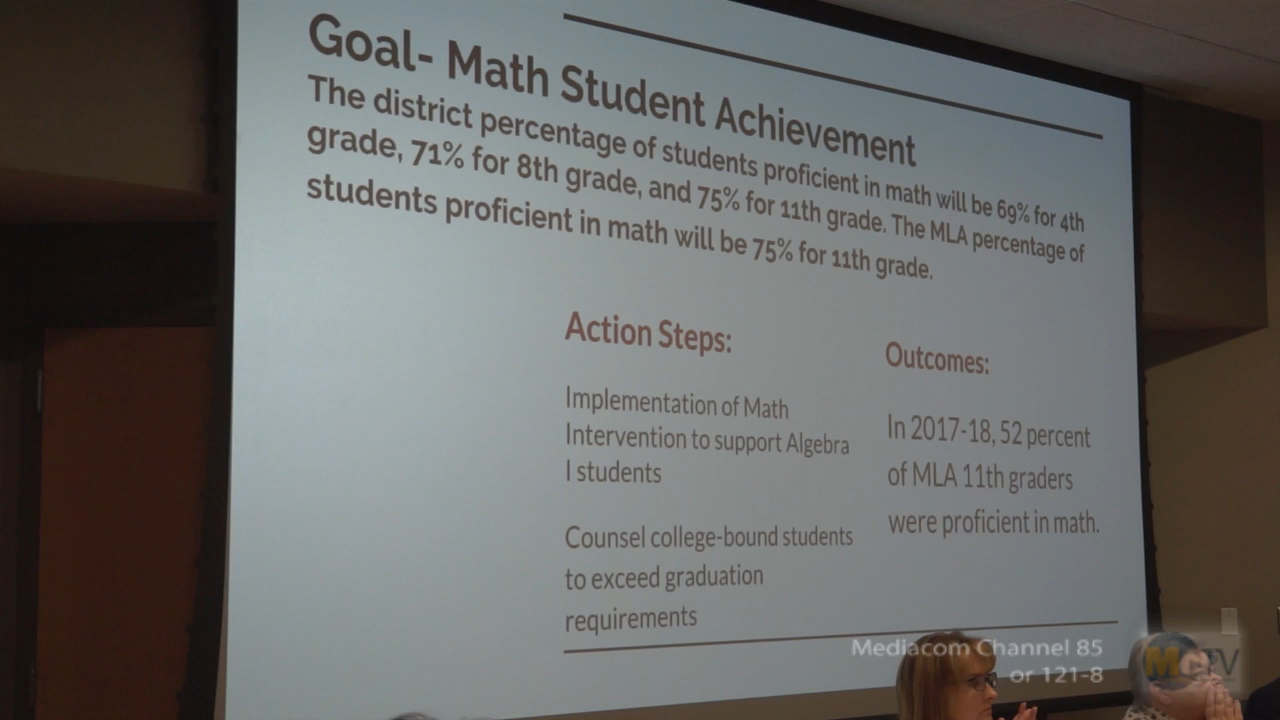 Goal- Math Student Achievement
The district percentage of students proficient in math will be 69% for 4th
grade, 71% for 8th grade, and 75% for 11th grade. The MLA percentage of
students proficient in math will be 75% for 11th grade.
Action Steps:
Implementation of Math
Intervention to support Algebra
I students
Counsel college-bound students
to exceed graduation
requirements
Outcomes:
In 2017-18, 52 percent
of MLA 11th graders
were proficient in math.
Mediacom Channel 85
or 121-8
MCTV